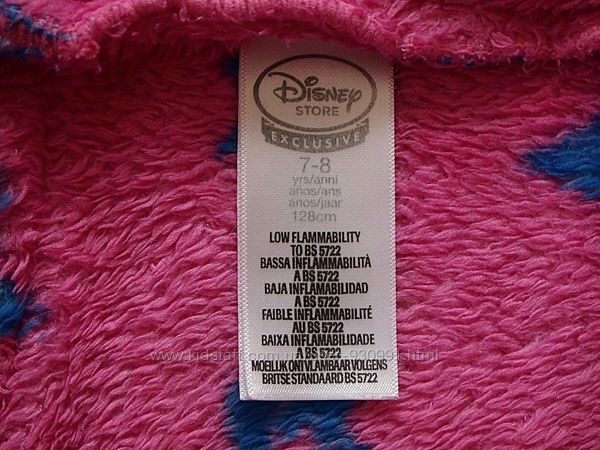 Disney
STORE
EXCLUSIVE
7-8
yrs/anni
años/ans
anos/jaar
128cm
LOW FLAMMABILITY
TO BS 5722
BASSA INFLAMMABILITÀ
A BS 5722
BAJA INFLAMABILIDAD
A BS 5722
FAIBLE INFLAMMABILITÉ
AU BS 5722
BAIXA INFLAMABILIDADE
A BS 5722
MOEILIJK ONTVLAMBAAR VOLGENS
BRITSE STANDAARD BS 5722